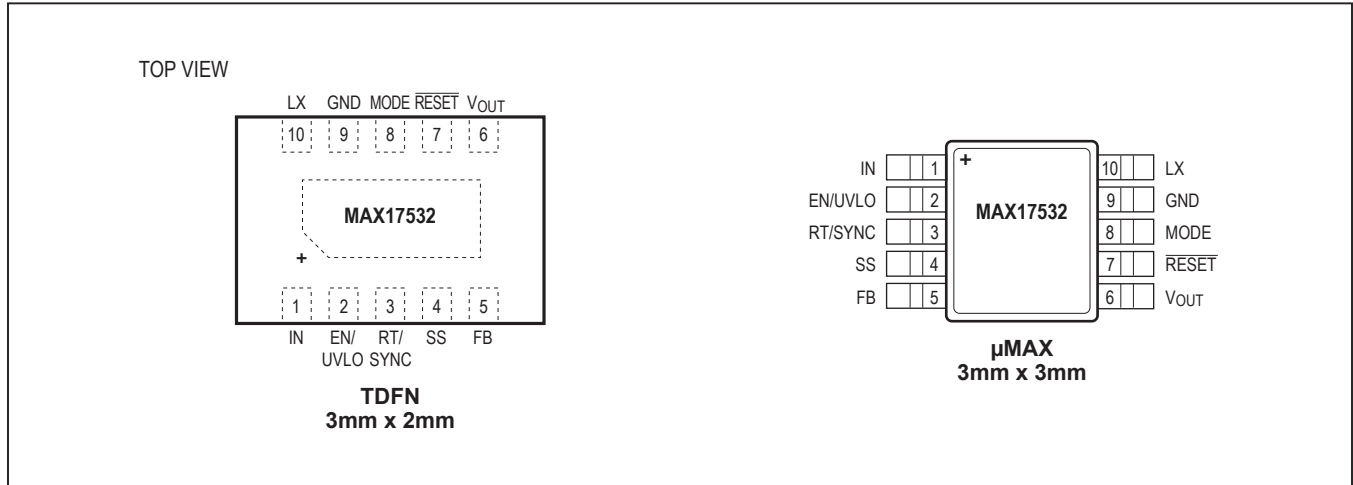 TOP VIEW
LX GND MODE RESET VOUT
10 9 8 7 6
MAX17532
+
1 2 3 4 5
IN EN/ RT/ SS FB
UVLO SYNC
TDFN
3mm x 2mm
+
IN 1 10 LX
EN/UVLO 2 MAX17532 9 GND
RT/SYNC 3 8 MODE
SS 4 7 RESET
FB 5 6 VOUT
µMAX
3mm x 3mm